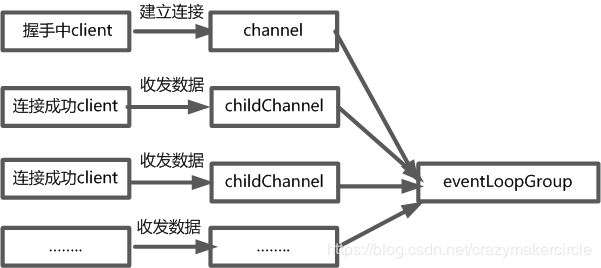 握手中client 建立连接 channel
连接成功client 收发数据 childChannel
连接成功client 收发数据 childChannel
eventLoopGroup
........ 收发数据 ........
https://blog.csdn.net/crazymakercircle